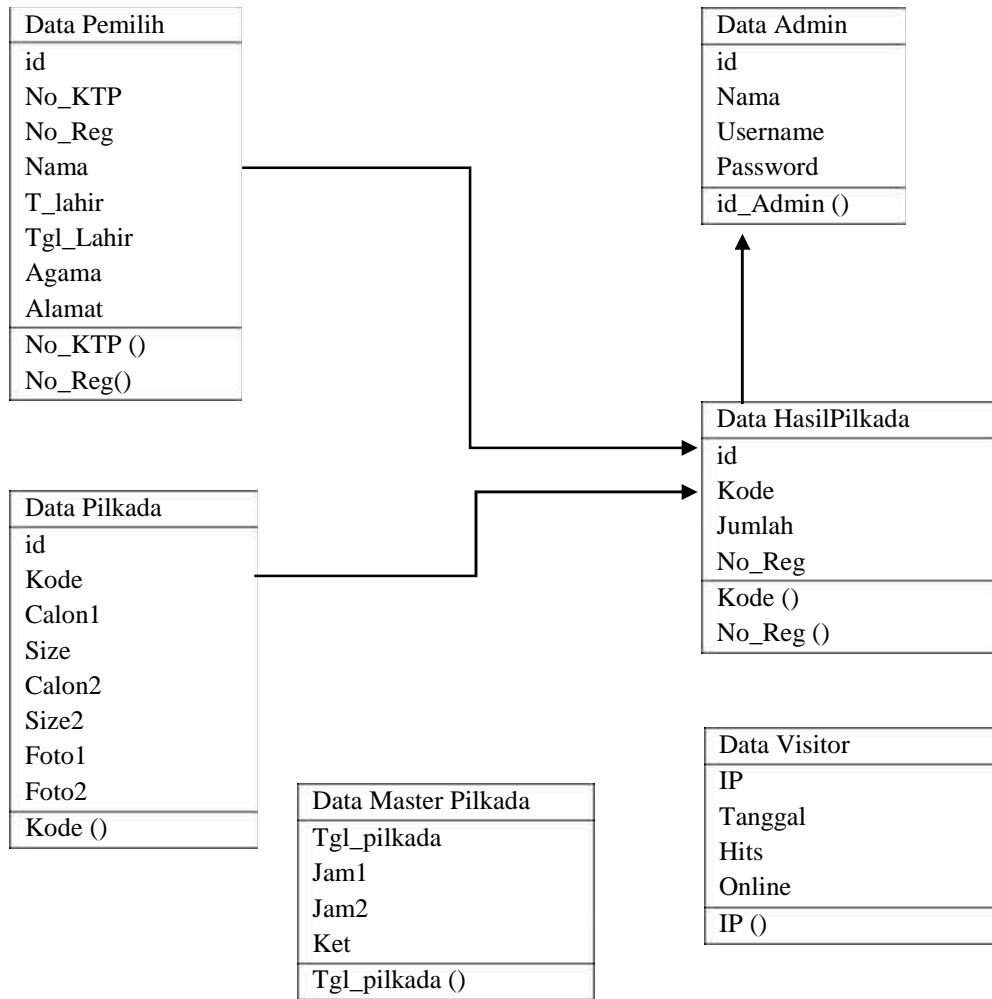 Data Pemilih
id
No_KTP
No_Reg
Nama
T_lahir
Tgl_Lahir
Agama
Alamat
No_KTP ()
No_Reg()
Data Admin
id
Nama
Username
Password
id_Admin ()
Data HasilPilkada
id
Kode
Jumlah
No_Reg
Kode ()
No_Reg ()
Data Pilkada
id
Kode
Calon1
Size
Calon2
Size2
Foto1
Foto2
Kode ()
Data Master Pilkada
Tgl_pilkada
Jam1
Jam2
Ket
Tgl_pilkada ()
Data Visitor
IP
Tanggal
Hits
Online
IP ()